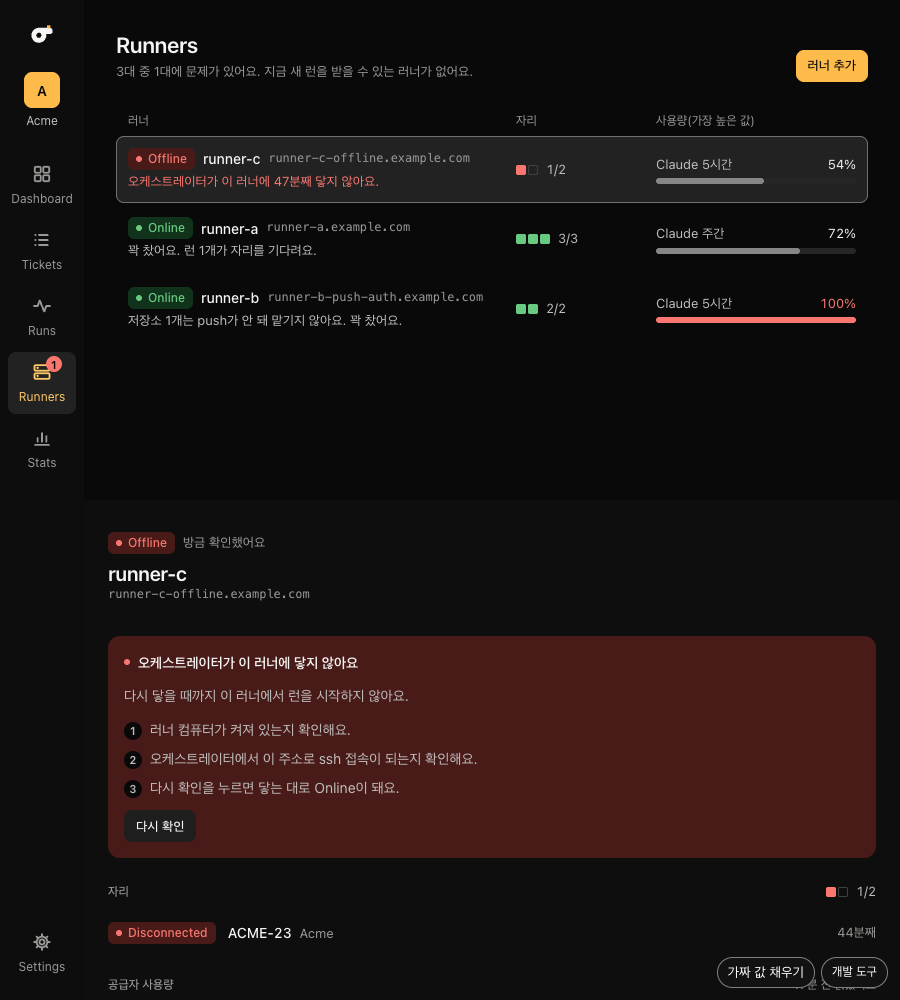 Runners
3대 중 1대에 문제가 있어요. 지금 새 런을 받을 수 있는 러너가 없어요.
러너 추가
A
Acme
Dashboard
Tickets
Runs
1
Runners
Stats
Settings
러너 자리 사용량(가장 높은 값)
Offline runner-c runner-c-offline.example.com
오케스트레이터가 이 러너에 47분째 닿지 않아요.
1/2
Claude 5시간 54%
Online runner-a runner-a.example.com
꽉 찼어요. 런 1개가 자리를 기다려요.
3/3
Claude 주간 72%
Online runner-b runner-b-push-auth.example.com
저장소 1개는 push가 안 돼 맡기지 않아요. 꽉 찼어요.
2/2
Claude 5시간 100%
Offline 방금 확인했어요
runner-c
runner-c-offline.example.com
오케스트레이터가 이 러너에 닿지 않아요
다시 닿을 때까지 이 러너에서 런을 시작하지 않아요.
1 러너 컴퓨터가 켜져 있는지 확인해요.
2 오케스트레이터에서 이 주소로 ssh 접속이 되는지 확인해요.
3 다시 확인을 누르면 닿는 대로 Online이 돼요.
다시 확인
자리 1/2
Disconnected ACME-23 Acme 44분째
공급자 사용량
가짜 값 채우기
개발 도구